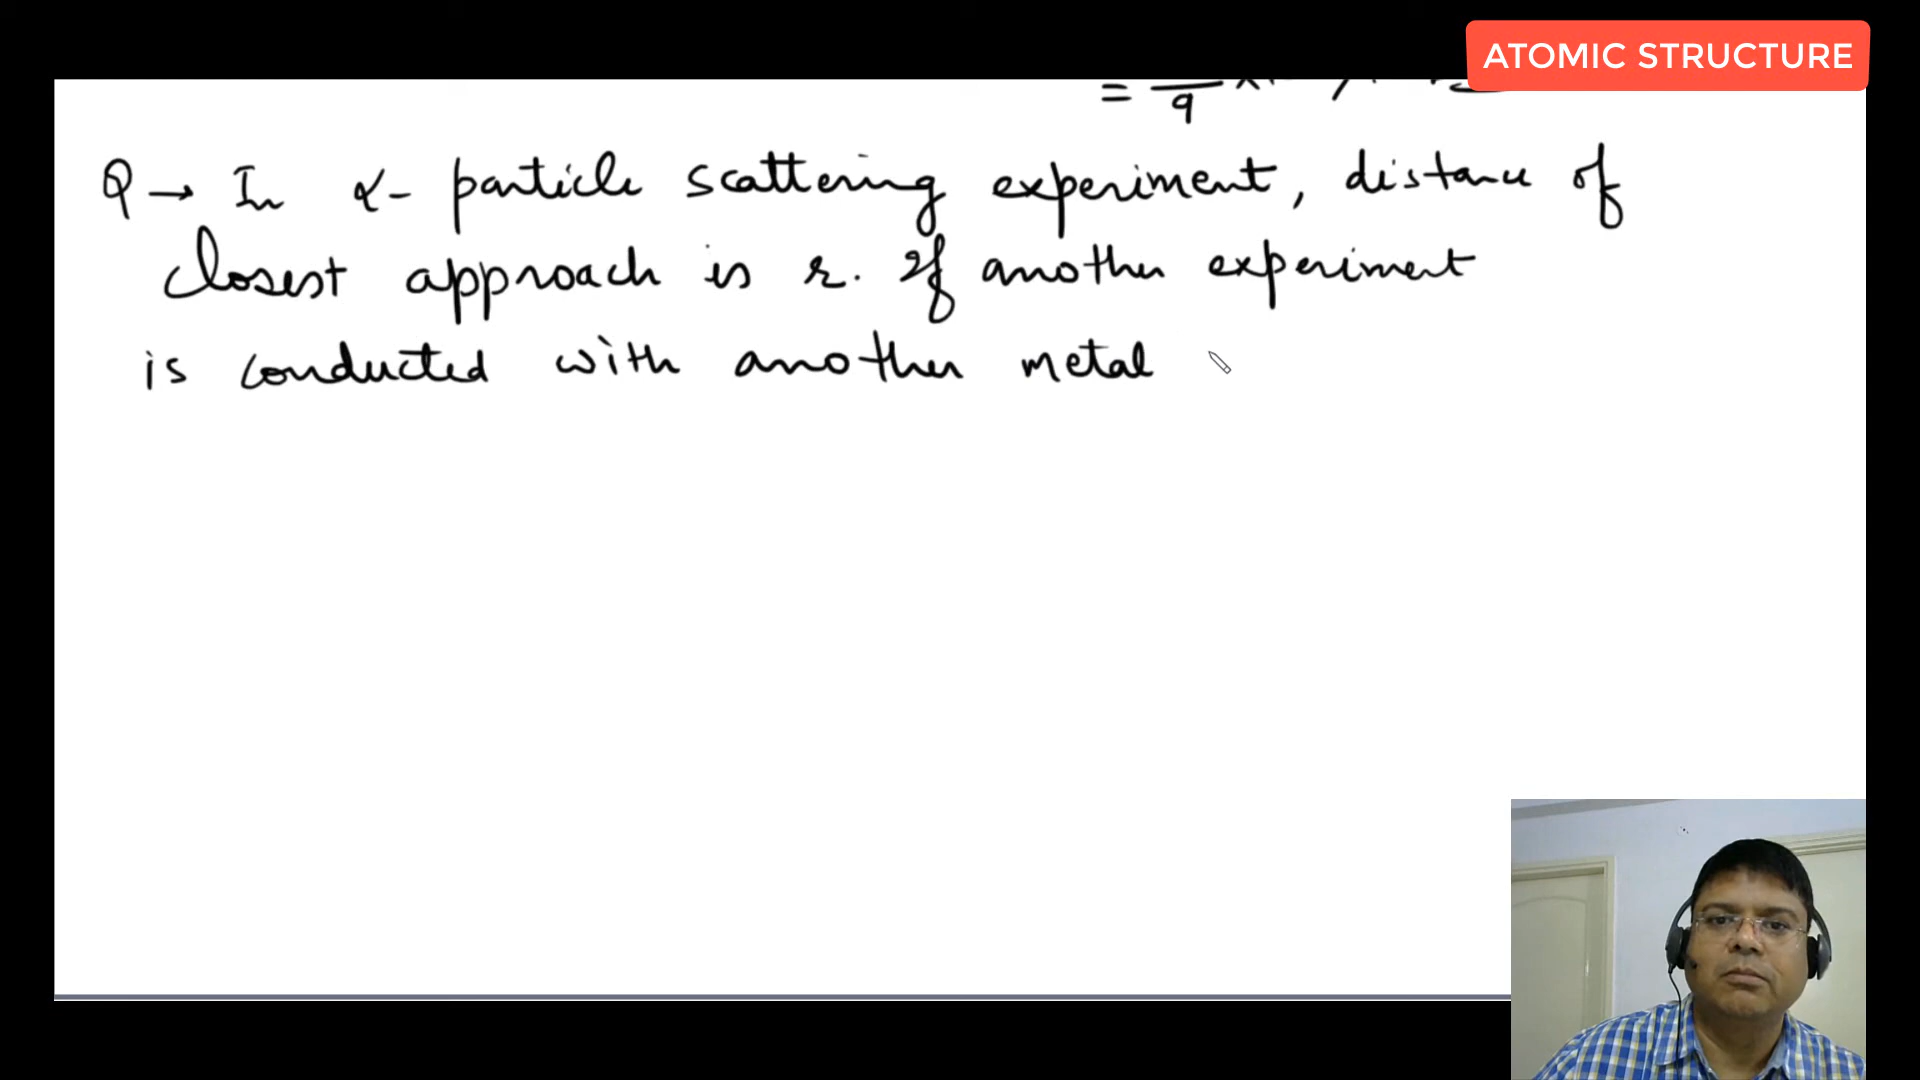 ATOMIC STRUCTURE
= 9
Q → In α- particle scattering experiment, distance of
closest approach is r. If another experiment
is conducted with another metal